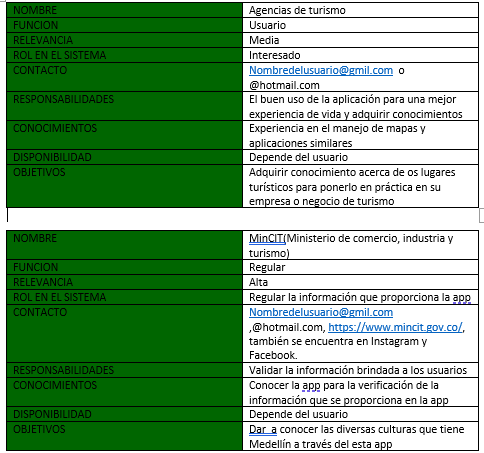 NOMBRE Agencias de turismo
FUNCION Usuario
RELEVANCIA Media
ROL EN EL SISTEMA Interesado
CONTACTO Nombredelusuario@gmil.com o
@hotmail.com
RESPONSABILIDADES El buen uso de la aplicación para una mejor
experiencia de vida y adquirir conocimientos
CONOCIMIENTOS Experiencia en el manejo de mapas y
aplicaciones similares
DISPONIBILIDAD Depende del usuario
OBJETIVOS Adquirir conocimiento acerca de os lugares
turísticos para ponerlo en práctica en su
empresa o negocio de turismo
NOMBRE MinCIT(Ministerio de comercio, industria y
turismo)
FUNCION Regular
RELEVANCIA Alta
ROL EN EL SISTEMA Regular la información que proporciona la app
CONTACTO Nombredelusuario@gmil.com
,@hotmail.com, https://www.mincit.gov.co/,
también se encuentra en Instagram y
Facebook.
RESPONSABILIDADES Validar la información brindada a los usuarios
CONOCIMIENTOS Conocer la app para la verificación de la
información que se proporciona en la app
DISPONIBILIDAD Depende del usuario
OBJETIVOS Dar a conocer las diversas culturas que tiene
Medellín a través del esta app